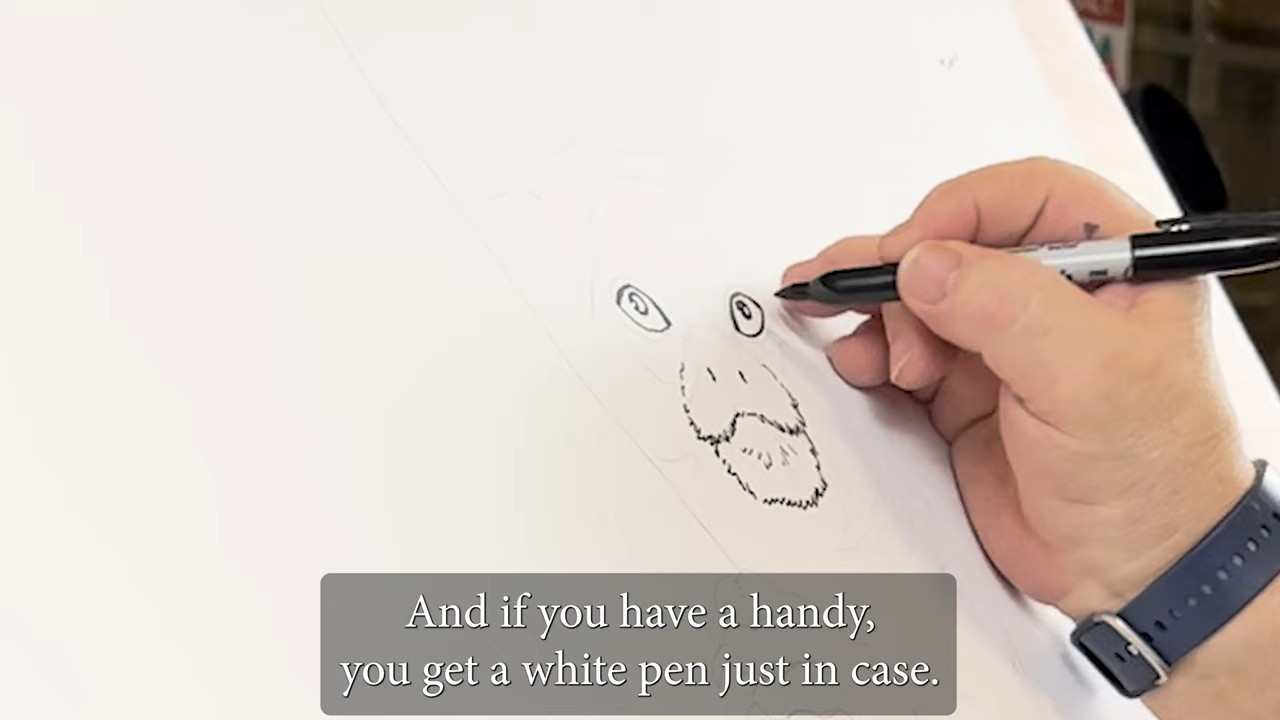 And if you have a handy,
you get a white pen just in case.